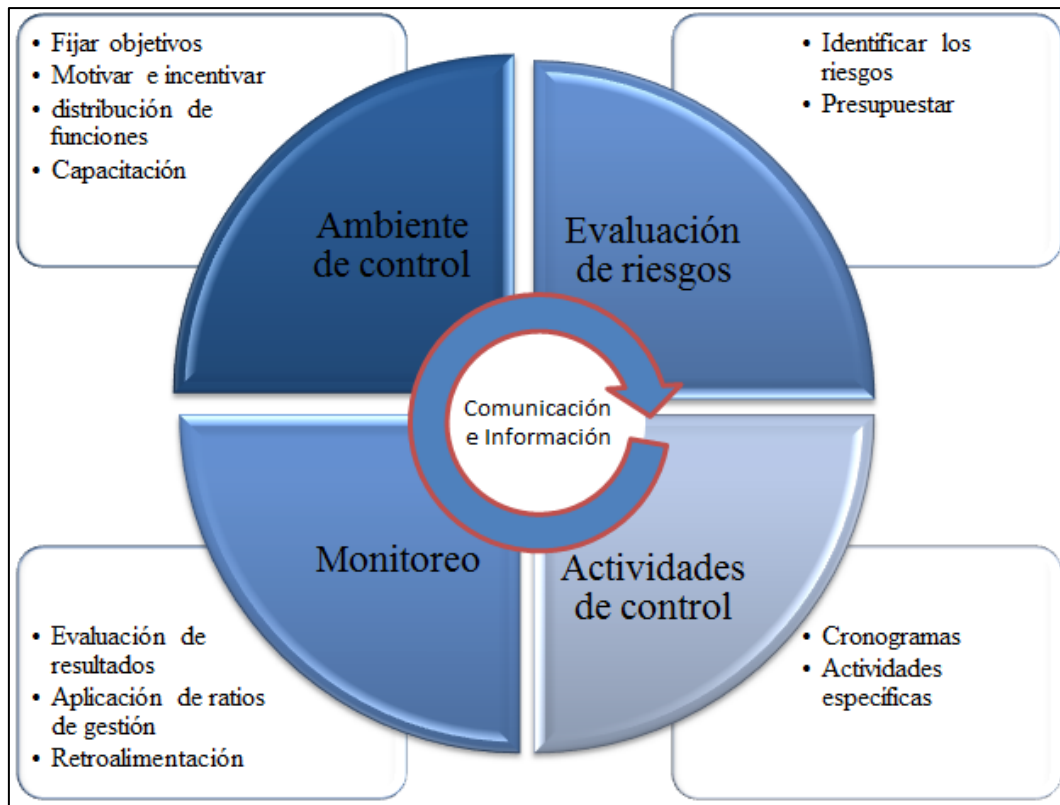 • Fijar objetivos
• Motivar e incentivar
• distribución de
funciones
• Capacitación
• Identificar los
riesgos
• Presupuestar
Ambiente
de control
Evaluación
de riesgos
Comunicación
e Información
Monitoreo
Actividades
de control
• Evaluación de
resultados
• Aplicación de ratios
de gestión
• Retroalimentación
• Cronogramas
• Actividades
específicas